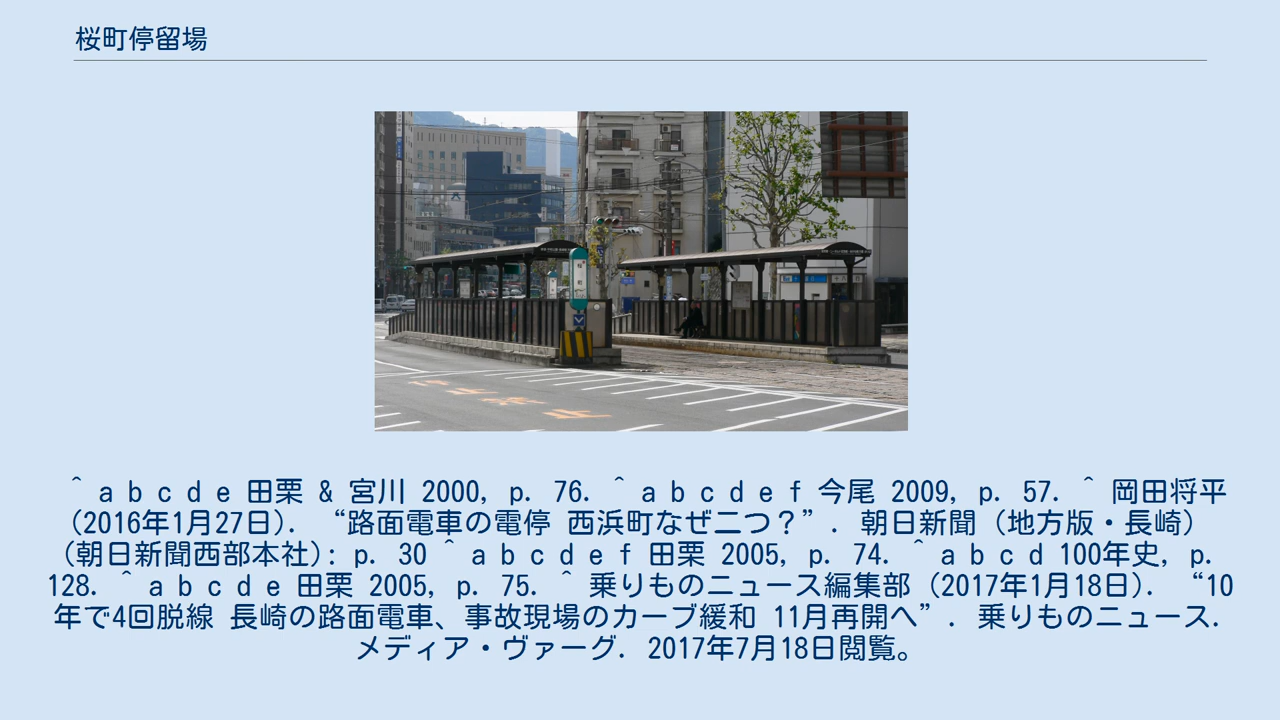 桜町停留場
^ a b c d e 田栗 & 宮川 2000, p. 76. ^ a b c d e f 今尾 2009, p. 57. ^ 岡田将平
(2016年1月27日). “路面電車の電停 西浜町なぜ二つ？”. 朝日新聞 (地方版・長崎)
(朝日新聞西部本社): p. 30 ^ a b c d e f 田栗 2005, p. 74. ^ a b c d 100年史, p.
128. ^ a b c d e 田栗 2005, p. 75. ^ 乗りものニュース編集部 (2017年1月18日). “10
年で4回脱線 長崎の路面電車、事故現場のカーブ緩和 11月再開へ”. 乗りものニュース.
メディア・ヴァーグ. 2017年7月18日閲覧。